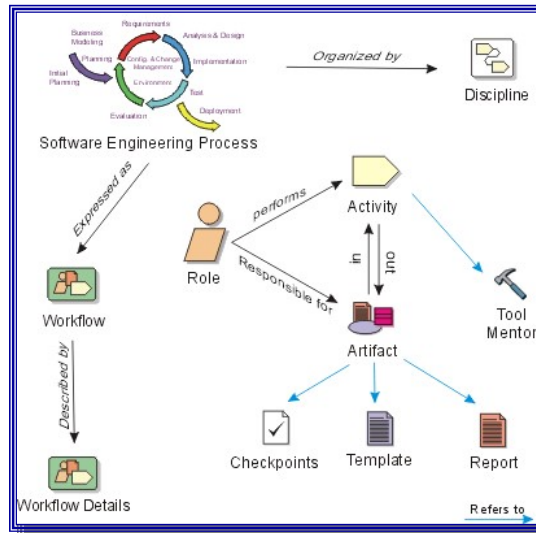 Requirements
Business
Modeling
Analysis & Design
Planning
Config. & Change
Management
Implementation
Initial
Planning
Environment
Test
Evaluation
Deployment
Software Engineering Process
Organized by
Discipline
Expressed as
performs
Activity
Role
Responsible for
in
out
Workflow
Artifact
Tool
Mentor
Described by
Checkpoints
Template
Report
Workflow Details
Refers to